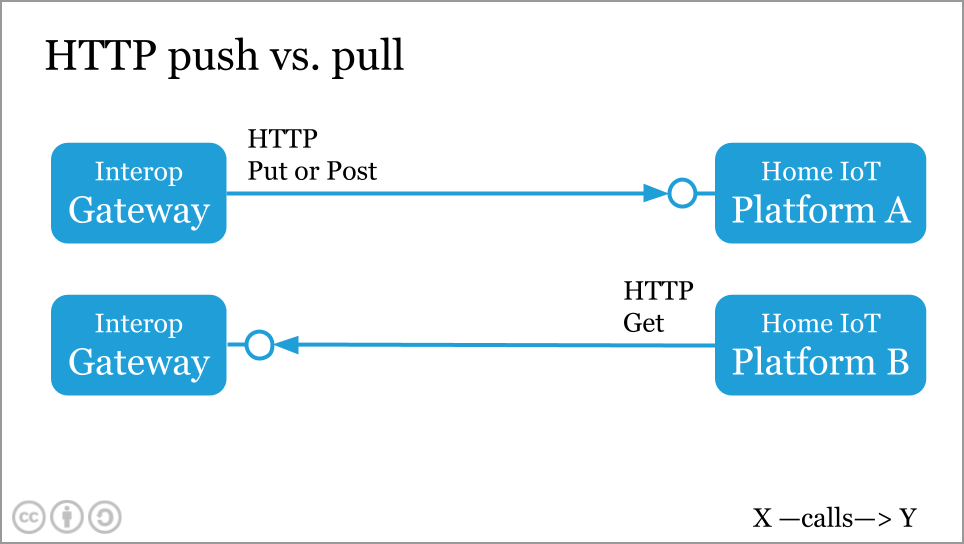 HTTP push vs. pull
HTTP
Put or Post
Interop
Gateway
Home IoT
Platform A
HTTP
Get
Interop
Gateway
Home IoT
Platform B
cc
X —calls—> Y